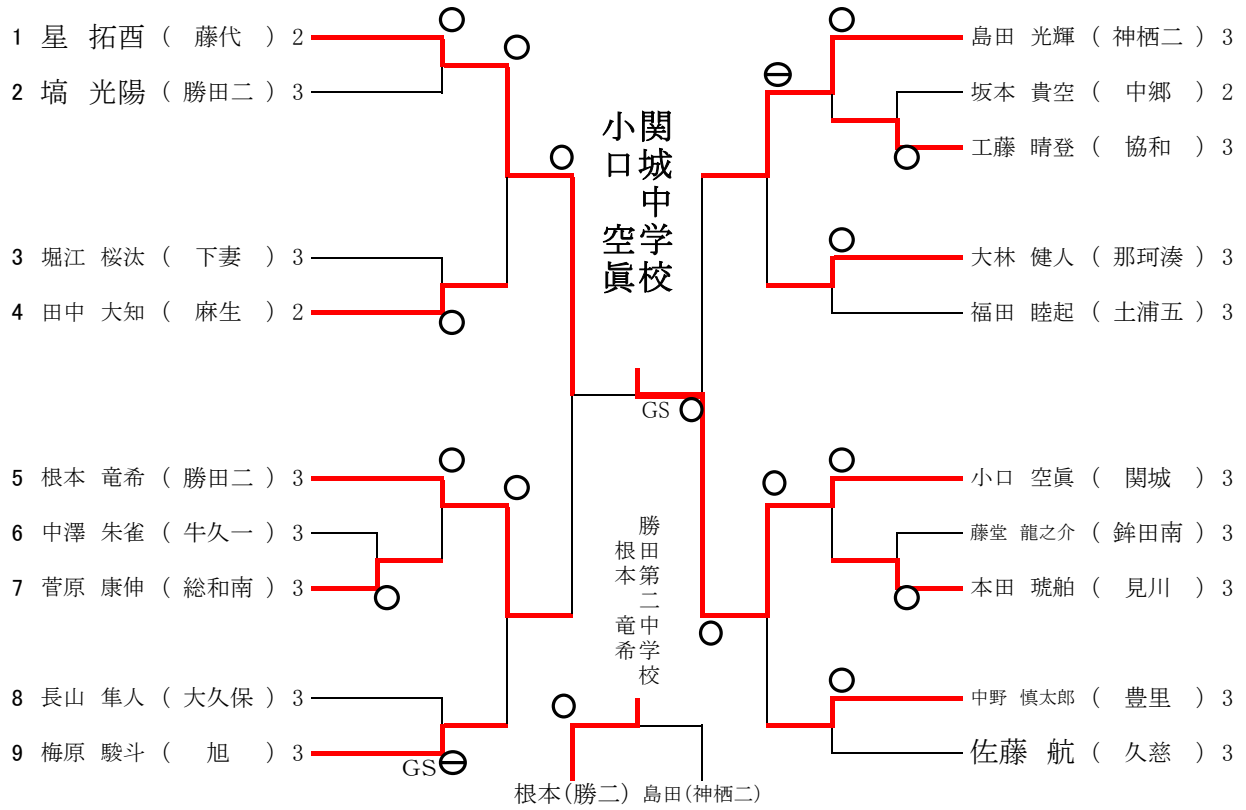 1 星 拓酉 ( 藤代 ) 2
2 塙 光陽 ( 勝田二 ) 3
3 堀江 桜汰 ( 下妻 ) 3
4 田中 大知 ( 麻生 ) 2
5 根本 竜希 ( 勝田二 ) 3
6 中澤 朱雀 ( 牛久一 ) 3
7 菅原 康伸 ( 総和南 ) 3
8 長山 隼人 ( 大久保 ) 3
9 梅原 駿斗 ( 旭 ) 3
GS
関城中学校
小口 空眞
GS
勝田第二中学校
根本 竜希
根本(勝二) 島田(神栖二)
島田 光輝 ( 神栖二 ) 3
坂本 貴空 ( 中郷 ) 2
工藤 晴登 ( 協和 ) 3
大林 健人 ( 那珂湊 ) 3
福田 睦起 ( 土浦五 ) 3
小口 空眞 ( 関城 ) 3
藤堂 龍之介 ( 鉾田南 ) 3
本田 琥舶 ( 見川 ) 3
中野 慎太郎 ( 豊里 ) 3
佐藤 航 ( 久慈 ) 3